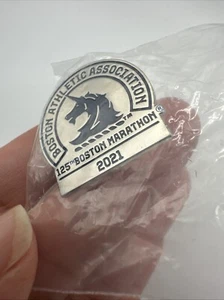 BOSTON ATHLETIC ASSOCIATION
125TH BOSTON MARATHON®
2021